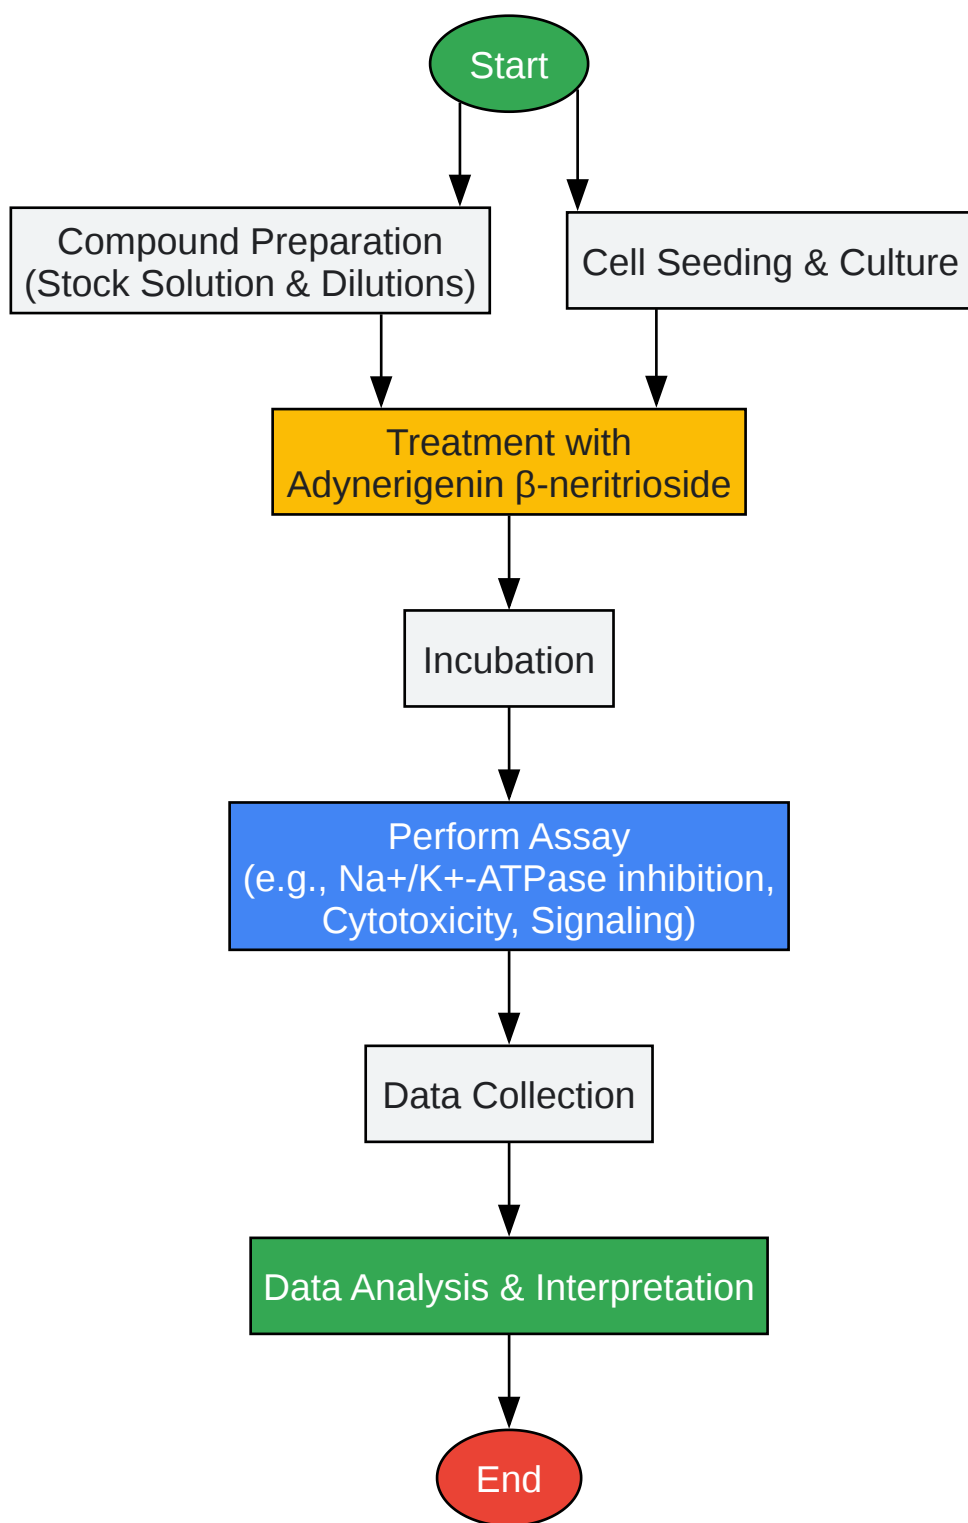 Start
Compound Preparation
(Stock Solution & Dilutions)
Cell Seeding & Culture
Treatment with
Adynerigenin β-neritrioside
Incubation
Perform Assay
(e.g., Na+/K+-ATPase inhibition,
Cytotoxicity, Signaling)
Data Collection
Data Analysis & Interpretation
End